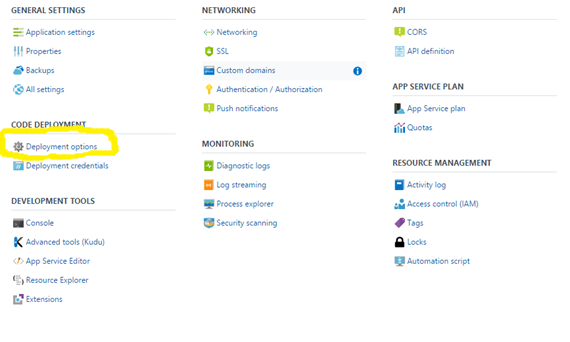 GENERAL SETTINGS
Application settings
Properties
Backups
All settings
CODE DEPLOYMENT
Deployment options
Deployment credentials
DEVELOPMENT TOOLS
Console
Advanced tools (Kudu)
App Service Editor
Resource Explorer
Extensions
NETWORKING
Networking
SSL
Custom domains
Authentication / Authorization
Push notifications
MONITORING
Diagnostic logs
Log streaming
Process explorer
Security scanning
API
CORS
API definition
APP SERVICE PLAN
App Service plan
Quotas
RESOURCE MANAGEMENT
Activity log
Access control (IAM)
Tags
Locks
Automation script